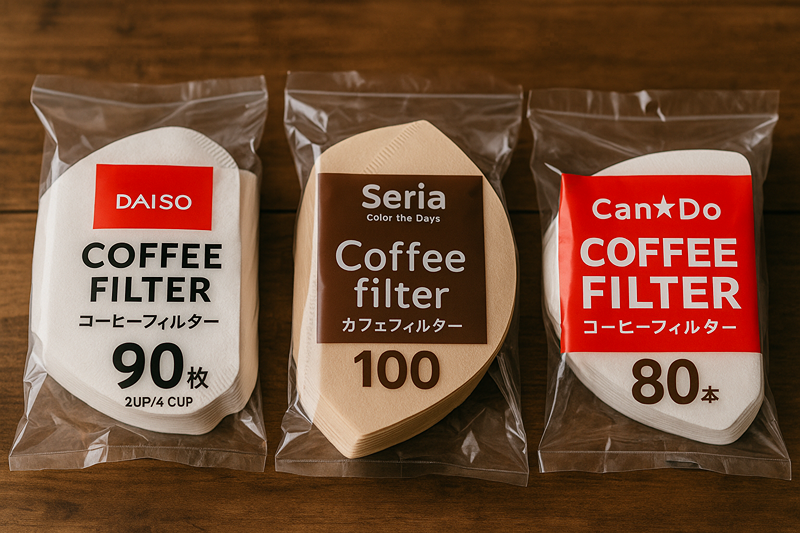 DAISO
COFFEE
FILTER
コーヒーフィルター
90枚
2UP/4 CUP
Seria
Color the Days
Coffee
filter
カフェフィルター
100
Can★Do
COFFEE
FILTER
コーヒーフィルター
80本